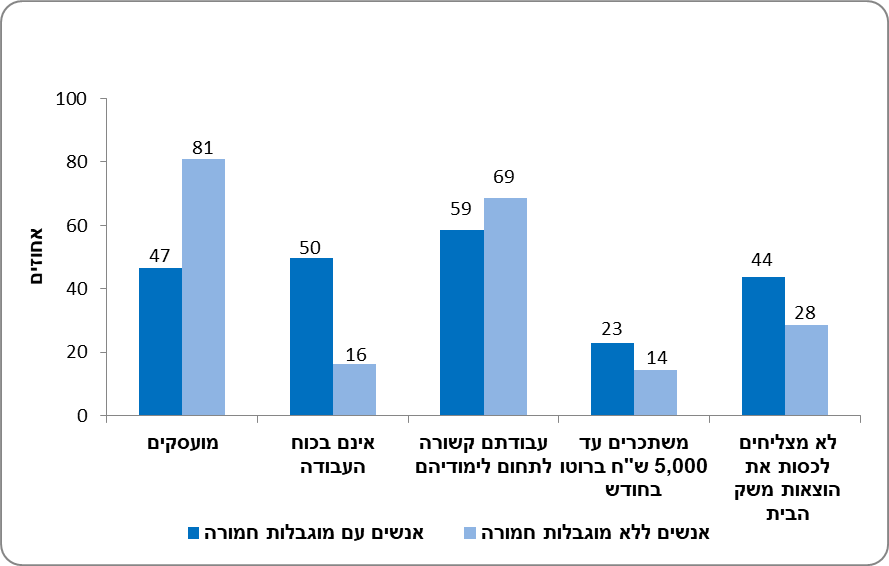 100
80
60
40
20
0
אחוזים
47
81
50
16
59
69
23
14
44
28
מועסקים
אינם בכוח
העבודה
עבודתם קשורה
לתחום לימודיהם
משתכרים עד
5,000 ש"ח ברוטו
בחודש
לא מצליחים
לכסות את
הוצאות משק
הבית
אנשים עם מוגבלות חמורה
אנשים ללא מוגבלות חמורה